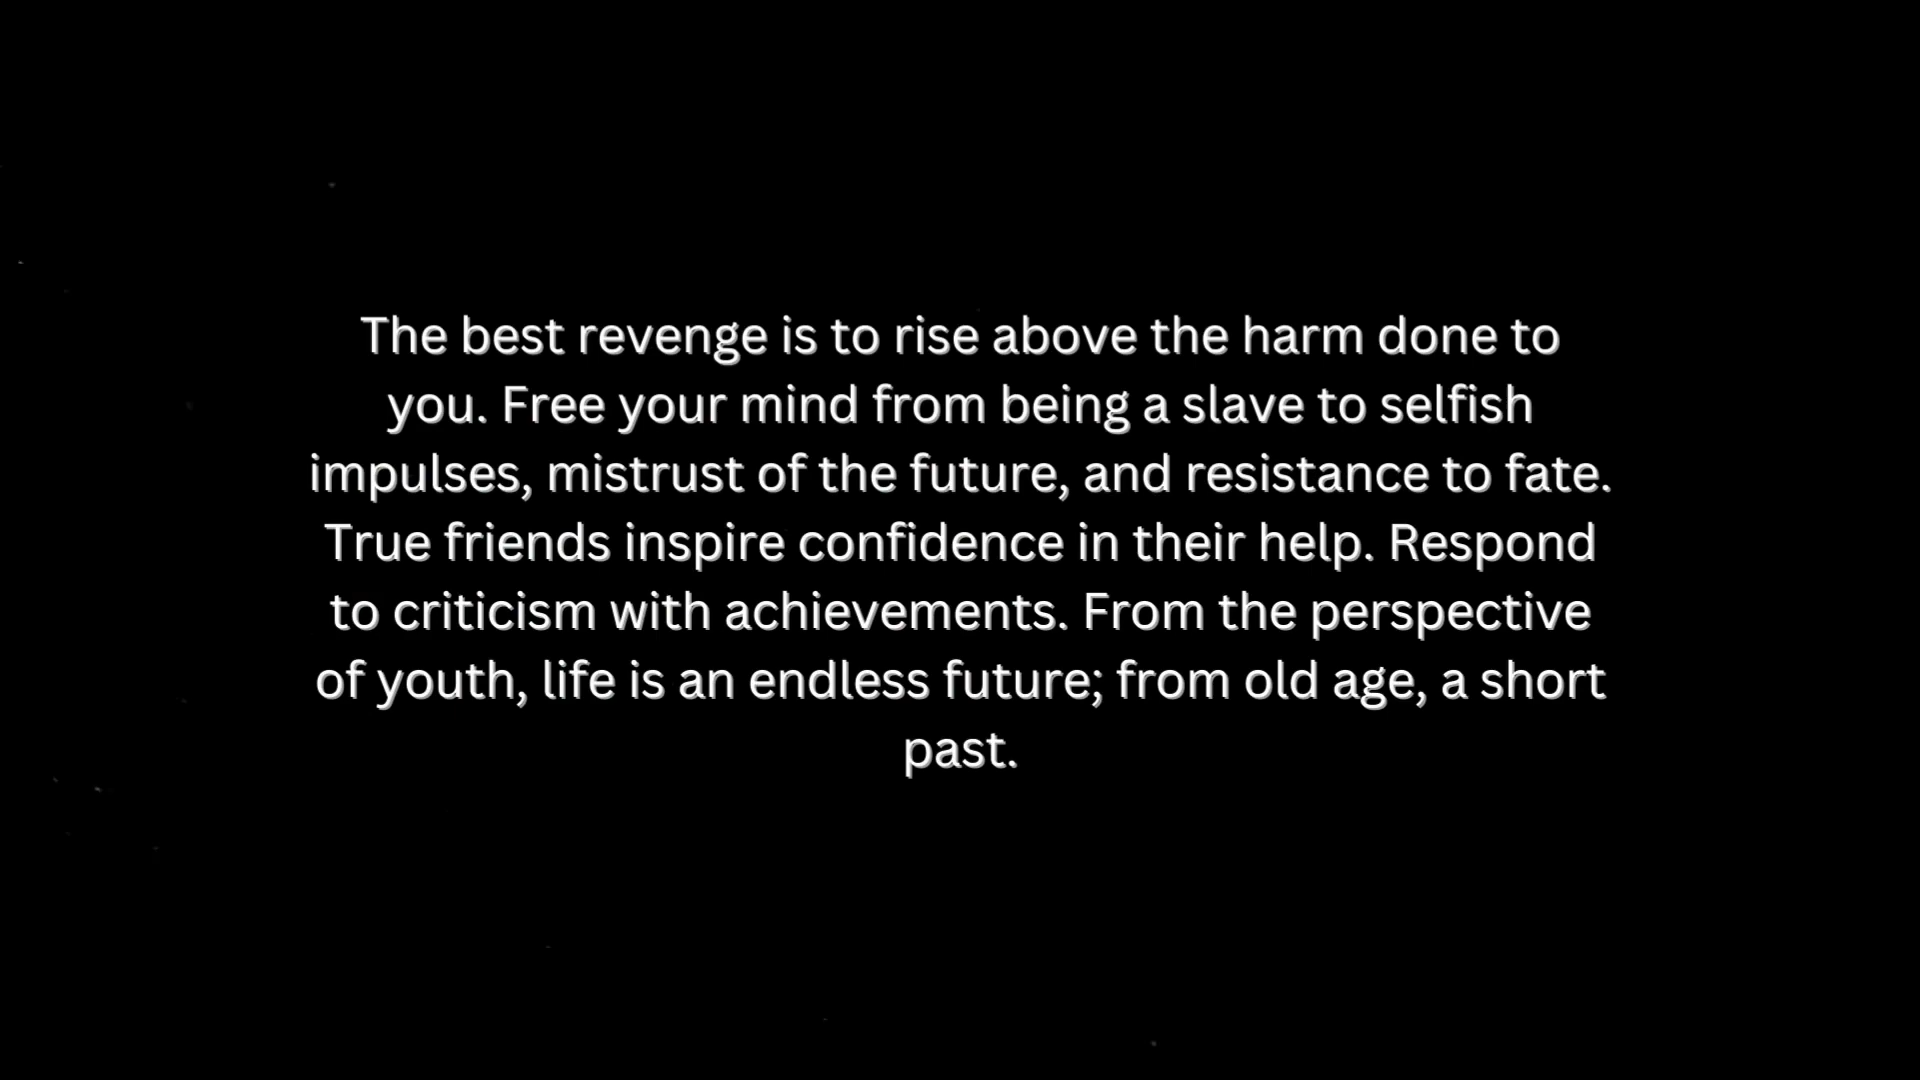 The best revenge is to rise above the harm done to
you. Free your mind from being a slave to selfish
impulses, mistrust of the future, and resistance to fate.
True friends inspire confidence in their help. Respond
to criticism with achievements. From the perspective
of youth, life is an endless future; from old age, a short
past.